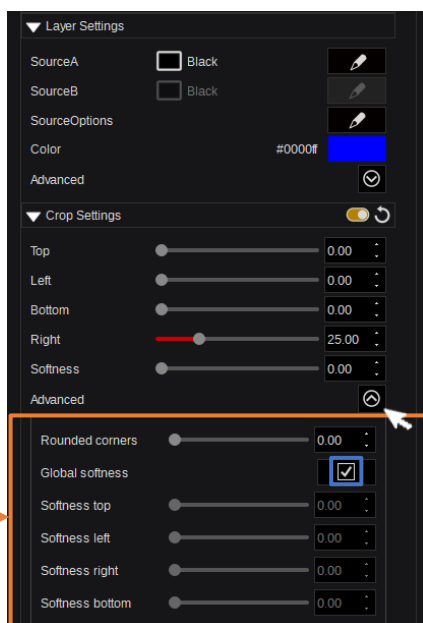 Layer Settings
SourceA Black
SourceB Black
SourceOptions
Color #0000ff
Advanced
Crop Settings
Top 0.00
Left 0.00
Bottom 0.00
Right 25.00
Softness 0.00
Advanced
Rounded corners 0.00
Global softness
Softness top 0.00
Softness left 0.00
Softness right 0.00
Softness bottom 0.00